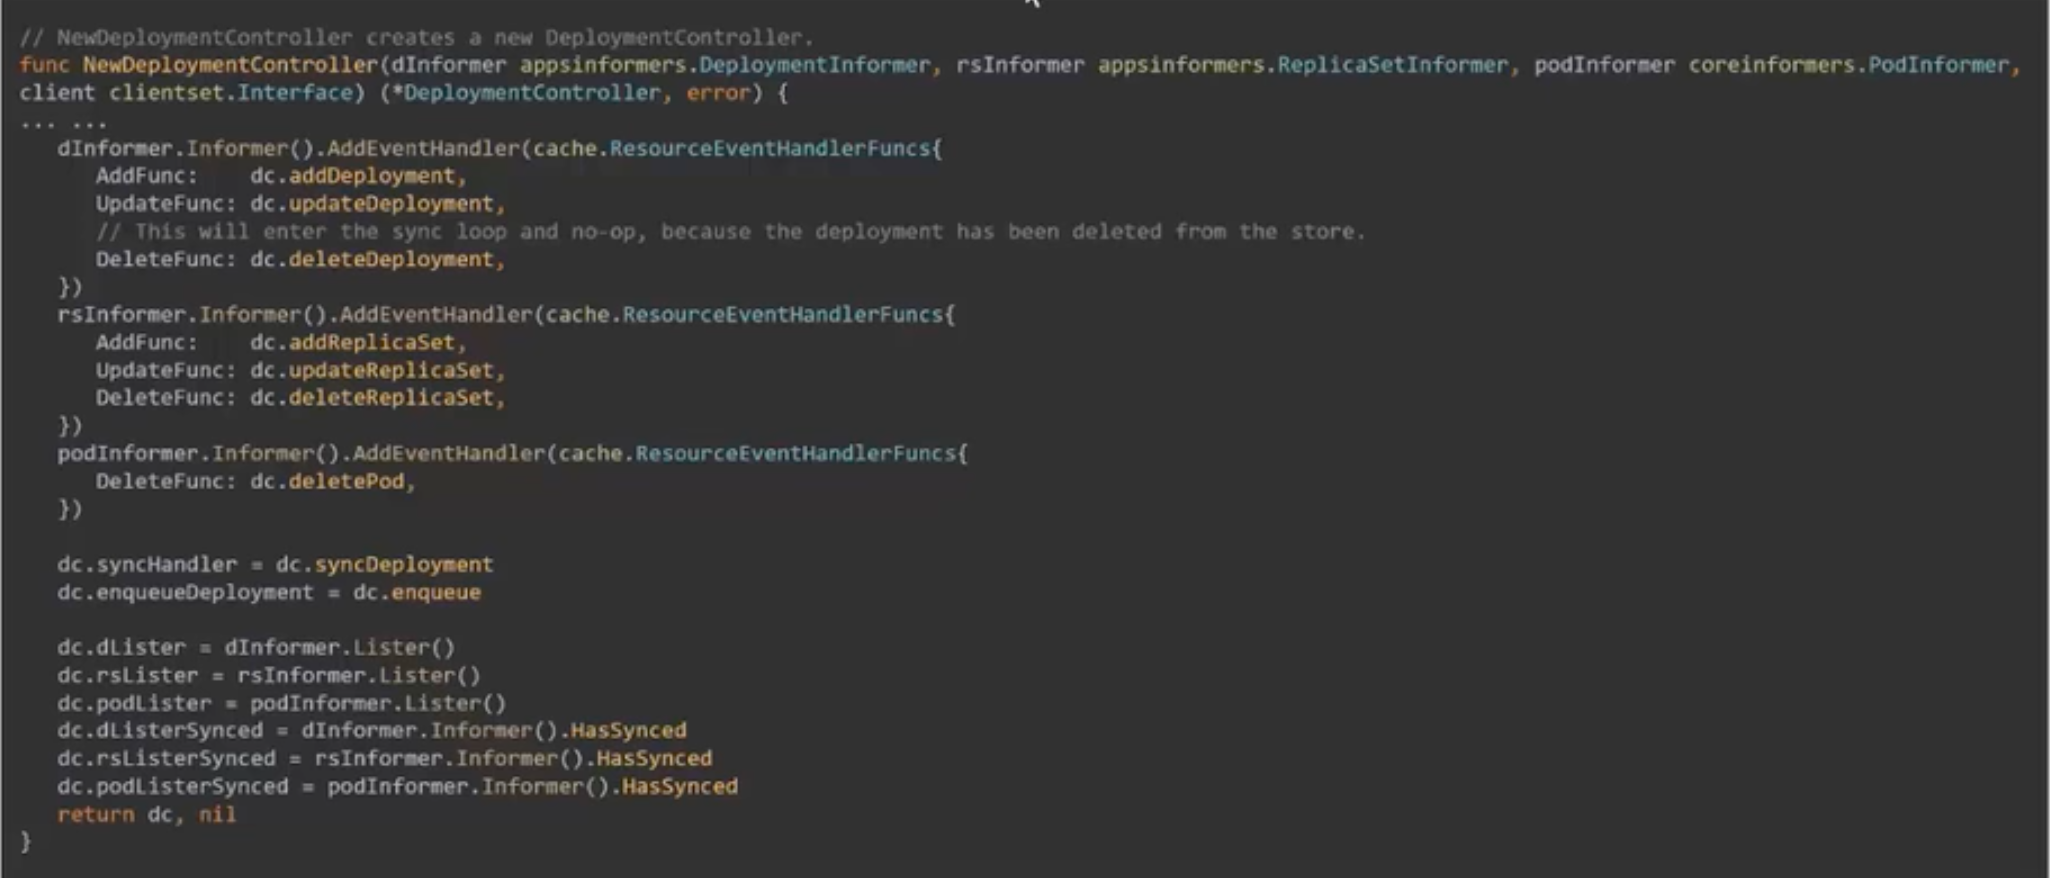 // NewDeploymentController creates a new DeploymentController.
func NewDeploymentController(dInformer appsinformers.DeploymentInformer, rsInformer appsinformers.ReplicaSetInformer, podInformer coreinformers.PodInformer,
client clientset.Interface) (*DeploymentController, error) {
... ...
   dInformer.Informer().AddEventHandler(cache.ResourceEventHandlerFuncs{
      AddFunc:    dc.addDeployment,
      UpdateFunc: dc.updateDeployment,
      // This will enter the sync loop and no-op, because the deployment has been deleted from the store.
      DeleteFunc: dc.deleteDeployment,
   })
   rsInformer.Informer().AddEventHandler(cache.ResourceEventHandlerFuncs{
      AddFunc:    dc.addReplicaSet,
      UpdateFunc: dc.updateReplicaSet,
      DeleteFunc: dc.deleteReplicaSet,
   })
   podInformer.Informer().AddEventHandler(cache.ResourceEventHandlerFuncs{
      DeleteFunc: dc.deletePod,
   })

   dc.syncHandler = dc.syncDeployment
   dc.enqueueDeployment = dc.enqueue

   dc.dLister = dInformer.Lister()
   dc.rsLister = rsInformer.Lister()
   dc.podLister = podInformer.Lister()
   dc.dListerSynced = dInformer.Informer().HasSynced
   dc.rsListerSynced = rsInformer.Informer().HasSynced
   dc.podListerSynced = podInformer.Informer().HasSynced
   return dc, nil
}